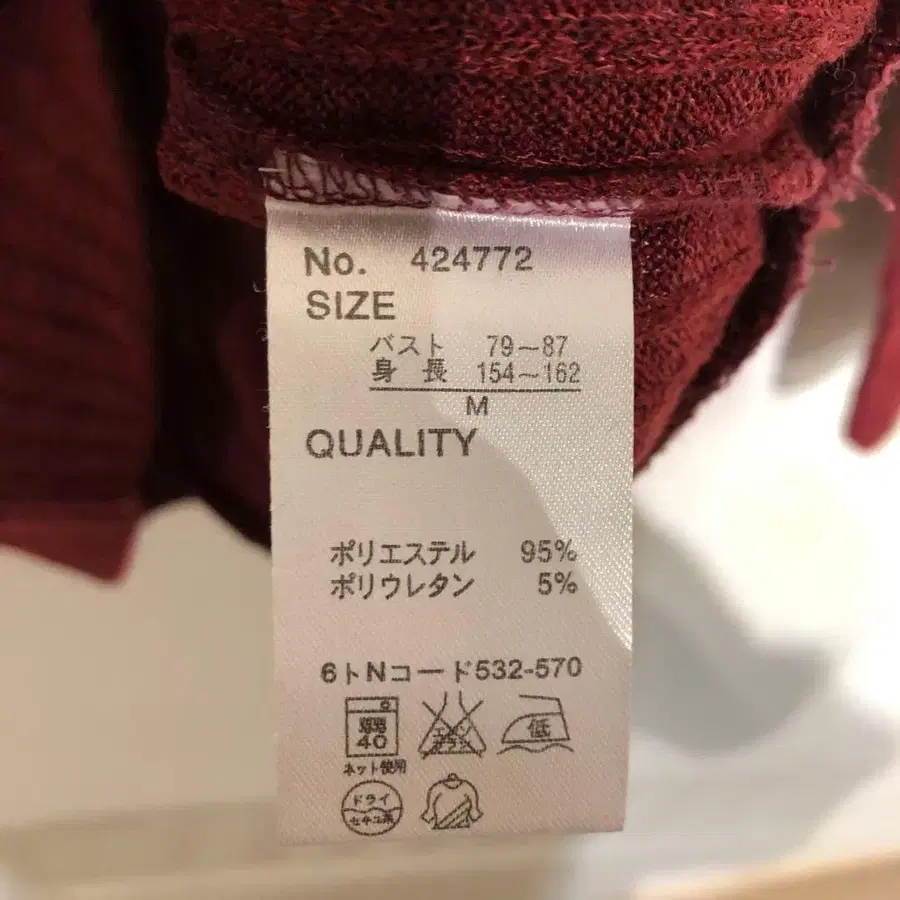 No. 424772
SIZE
バスト 79～87
身長 154～162
M
QUALITY
ポリエステル 95%
ポリウレタン 5%
6トNコード532-570
弱
40
低
ネット使用
ドライ
セキユ系